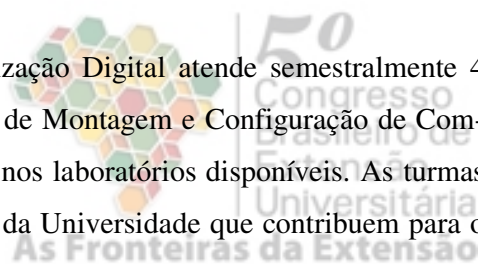 5º
Congresso
Brasileiro de
Extensão
Universitária
As Fronteiras da Extensão
zação Digital atende semestralmente 4
de Montagem e Configuração de Com-
nos laboratórios disponíveis. As turmas
da Universidade que contribuem para o